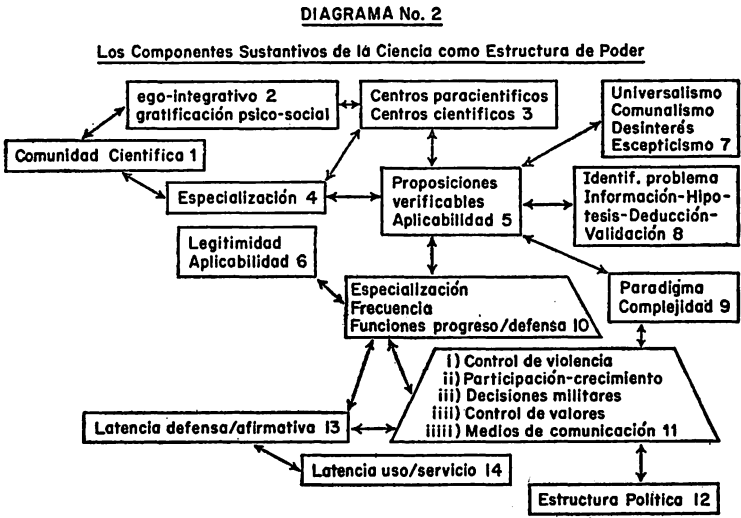 DIAGRAMA No. 2
Los Componentes Sustantivos de lá Ciencia como Estructura de Poder
ego-integrativo 2
gratificación psico-social
Centros paracientíficos
Centros científicos 3
Universalismo
Comunalismo
Desinterés
Escepticismo 7
Comunidad Científica 1
Especialización 4
Proposiciones
verificables
Aplicabilidad 5
Identif. problema
Información-Hipo-
tesis-Deducción-
Validación 8
Legitimidad
Aplicabilidad 6
Especialización
Frecuencia
Funciones progreso/defensa 10
Paradigma
Complejidad 9
i) Control de violencia
ii) Participación-crecimiento
iii) Decisiones militares
iiii) Control de valores
iiiii) Medios de comunicación 11
Latencia defensa/afirmativa 13
Latencia uso/servicio 14
Estructura Política 12